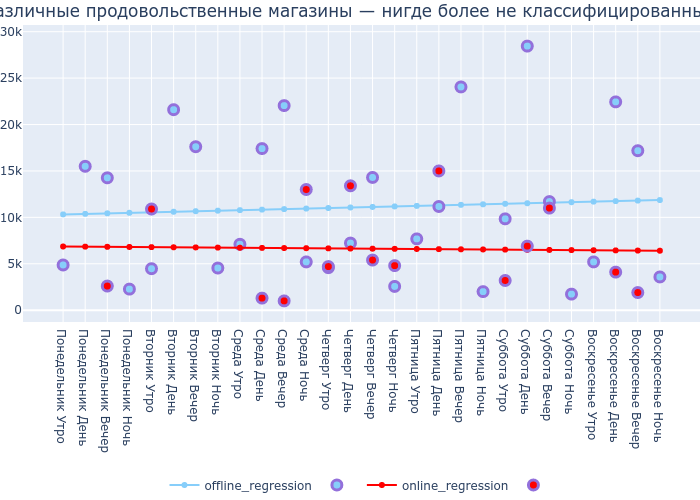 азличные продовольственные магазины — нигде более не классифицированн
30k
25k
20k
15k
10k
5k
0
Понедельник Утро
Понедельник День
Понедельник Вечер
Понедельник Ночь
Вторник Утро
Вторник День
Вторник Вечер
Вторник Ночь
Среда Утро
Среда День
Среда Вечер
Среда Ночь
Четверг Утро
Четверг День
Четверг Вечер
Четверг Ночь
Пятница Утро
Пятница День
Пятница Вечер
Пятница Ночь
Суббота Утро
Суббота День
Суббота Вечер
Суббота Ночь
Воскресенье Утро
Воскресенье День
Воскресенье Вечер
Воскресенье Ночь
offline_regression
online_regression